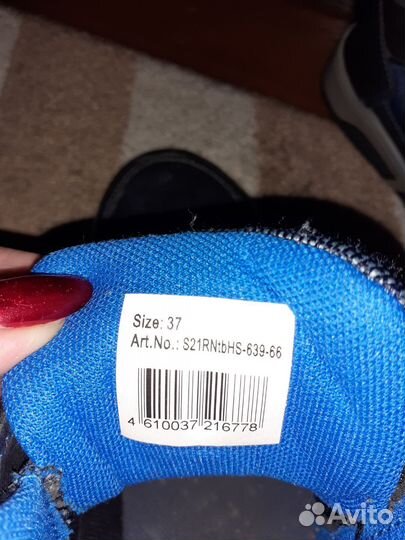 Size: 37
Art.No.: S21RNtbHS-639-66
4 610037 216778
Avito